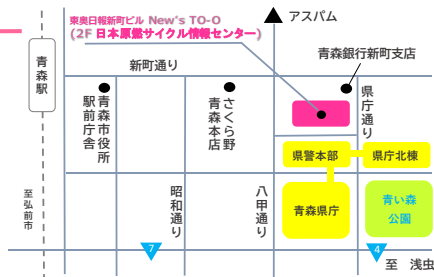 東奥日報新町ビル New's TO-O
(2F 日本原燃サイクル情報センター)
アスパム
青森銀行新町支店
新町通り
青森駅
県庁通り
青森市役所
駅前庁舎
さくら野
青森本店
県警本部
県庁北棟
至弘前市
昭和通り
八甲通り
青森県庁
青い森
公園
7
4
至 浅虫